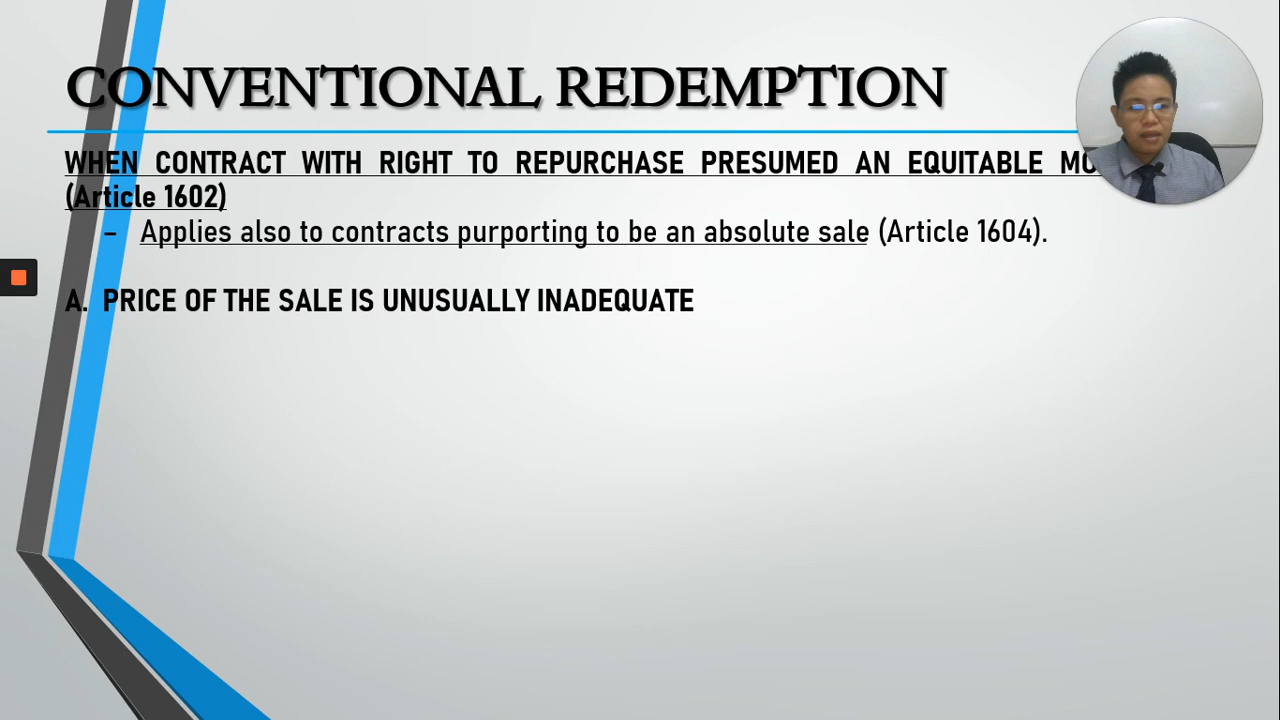 CONVENTIONAL REDEMPTION
WHEN CONTRACT WITH RIGHT TO REPURCHASE PRESUMED AN EQUITABLE
(Article 1602)
– Applies also to contracts purporting to be an absolute sale (Article 1604).
A. PRICE OF THE SALE IS UNUSUALLY INADEQUATE